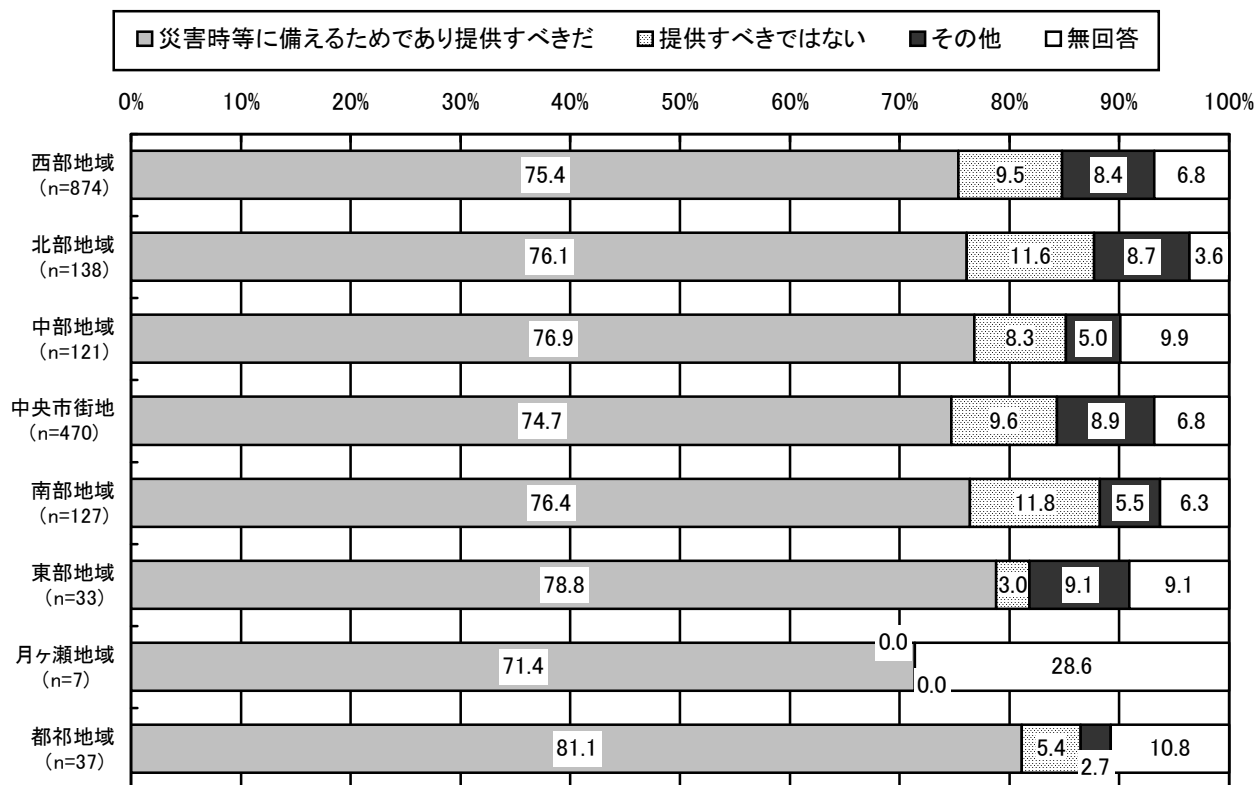 災害時等に備えるためであり提供すべきだ 提供すべきではない その他 無回答
0% 10% 20% 30% 40% 50% 60% 70% 80% 90% 100%
西部地域
(n=874)
75.4 9.5 8.4 6.8
北部地域
(n=138)
76.1 11.6 8.7 3.6
中部地域
(n=121)
76.9 8.3 5.0 9.9
中央市街地
(n=470)
74.7 9.6 8.9 6.8
南部地域
(n=127)
76.4 11.8 5.5 6.3
東部地域
(n=33)
78.8 3.0 9.1 9.1
月ヶ瀬地域
(n=7)
71.4 0.0 0.0 28.6
都祁地域
(n=37)
81.1 5.4 2.7 10.8